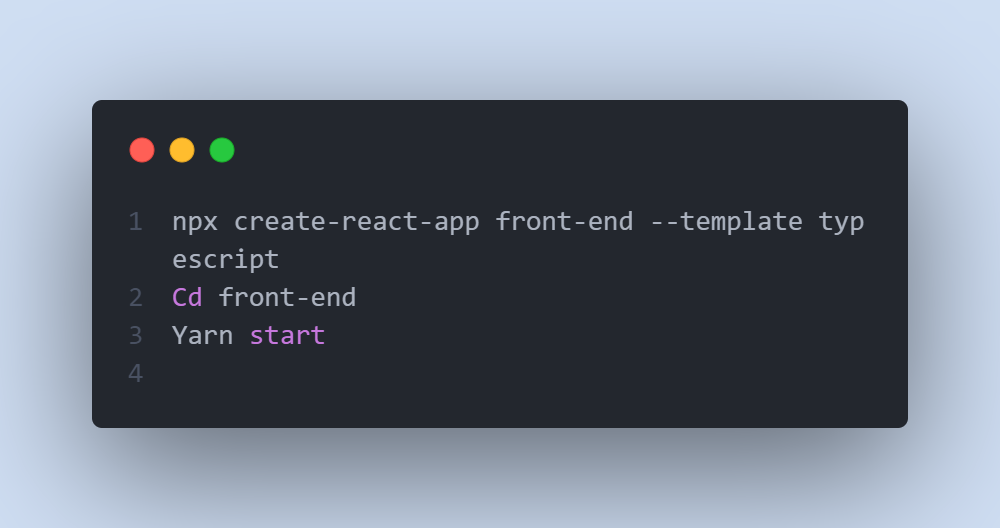 1 npx create-react-app front-end --template typ
escript
2 Cd front-end
3 Yarn start
4